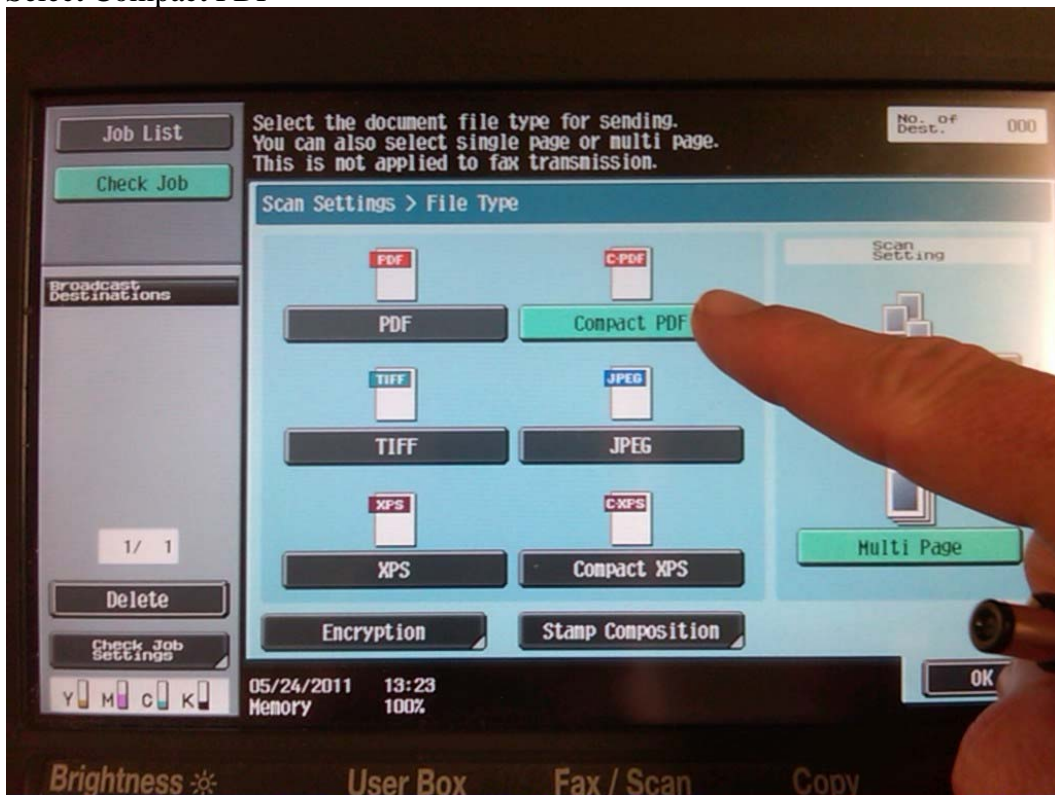 Select Compact PDF
Job List
Check Job
Select the document file type for sending.
You can also select single page or multi page.
This is not applied to fax transmission.
No. of
Dest. 000
Scan Settings > File Type
Broadcast
Destinations
PDF
C-PDF
PDF
Compact PDF
TIFF
JPEG
TIFF
JPEG
XPS
C-XPS
XPS
Compact XPS
Scan
Setting
Multi Page
1/ 1
Delete
Check Job
Settings
Encryption
Stamp Composition
OK
Y M C K
05/24/2011 13:23
Memory 100%
Brightness User Box Fax / Scan Copy